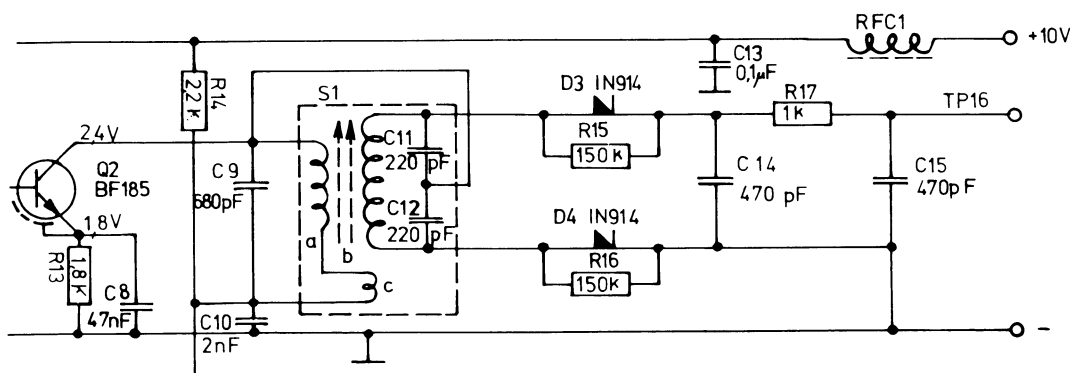 RFC1
+10V
C13
0,1µF
R14
22K
S1
D3 IN914
R17
1k
TP16
2,4V
R15
150K
C11
220 pF
Q2
BF185
C9
680pF
C14
470 pF
C15
470pF
C12
220 pF
D4 IN914
1,8V
R16
150K
a
b
c
R13
1,8K
C8
47nF
C10
2nF
-